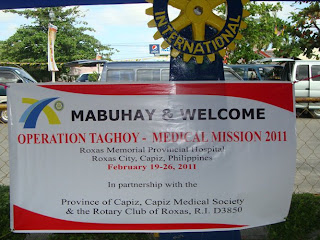 INTERNATIONAL
MABUHAY & WELCOME
OPERATION TAGHOY - MEDICAL MISSION 2011
Roxas Memorial Provincial Hospital
Roxas City, Capiz, Philippines
February 19-26, 2011
In partnership with the
Province of Capiz, Capiz Medical Society
& the Rotary Club of Roxas, R.I. D3850